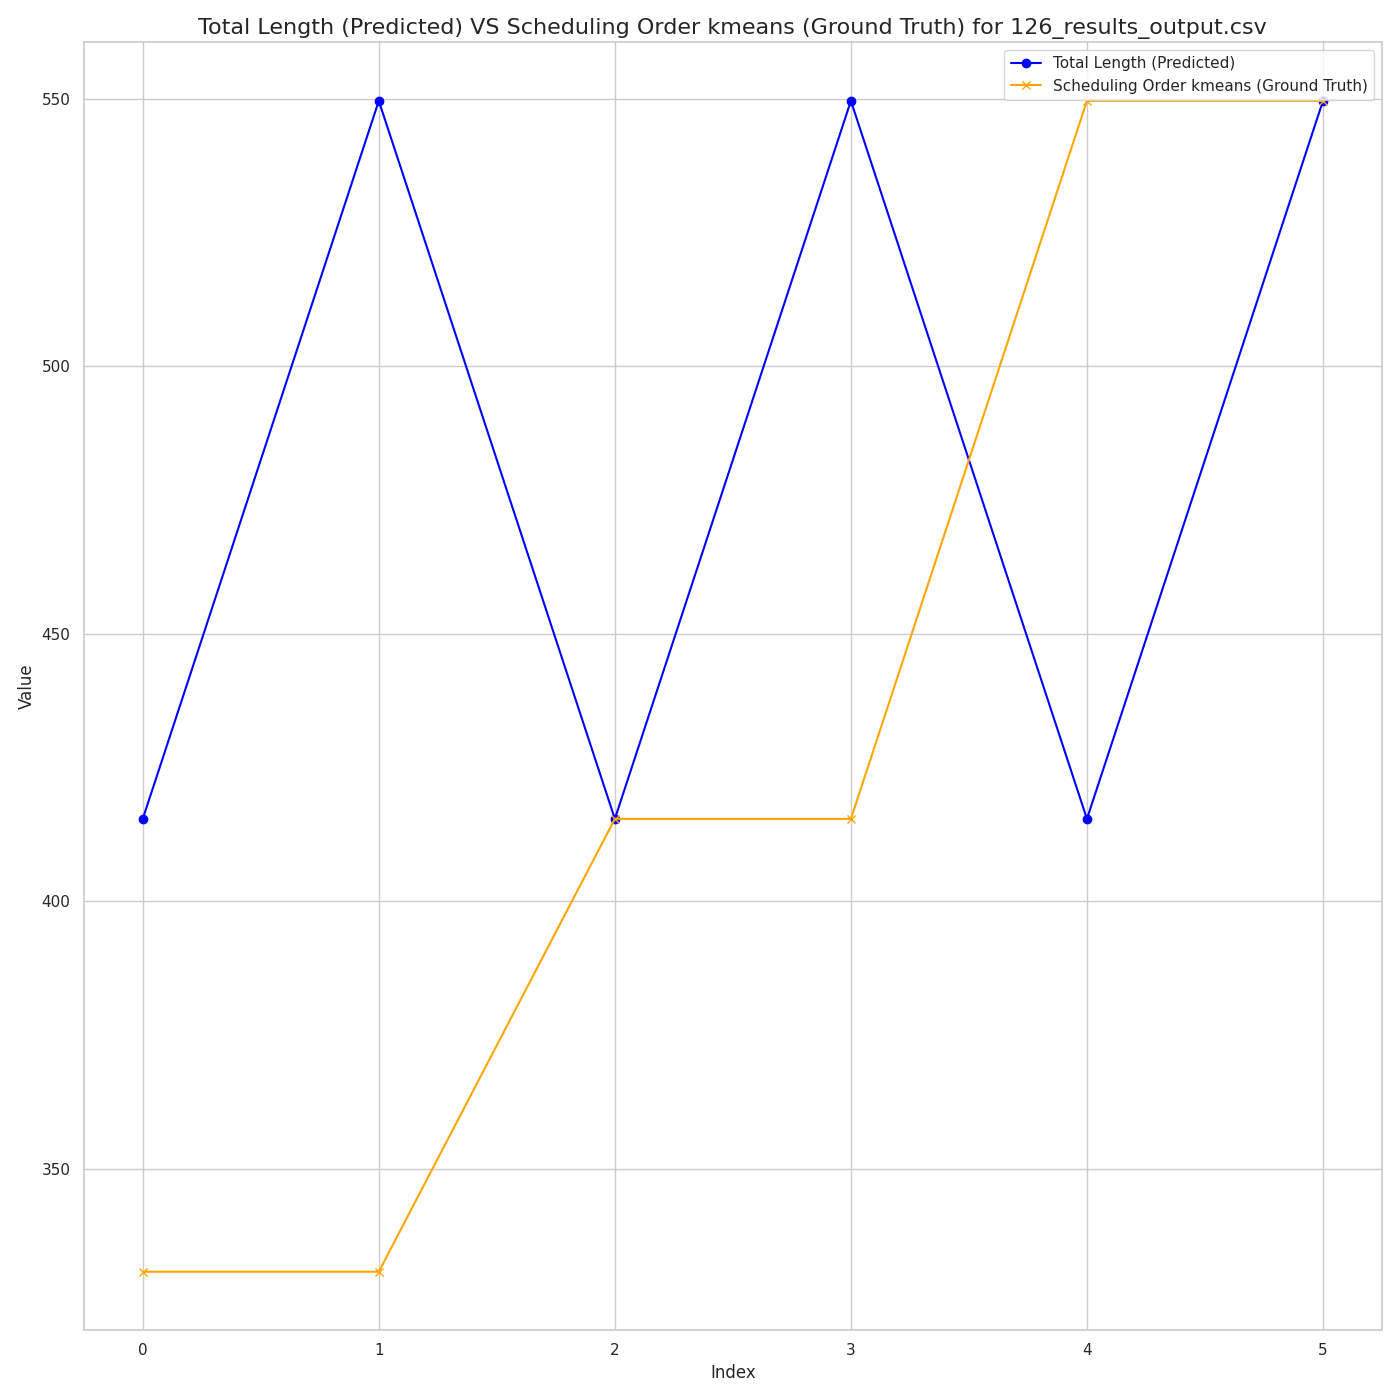 Total Length (Predicted) VS Scheduling Order kmeans (Ground Truth) for 126_results_output.csv
Total Length (Predicted)
Scheduling Order kmeans (Ground Truth)
550
500
450
400
350
Value
0 1 2 3 4 5
Index